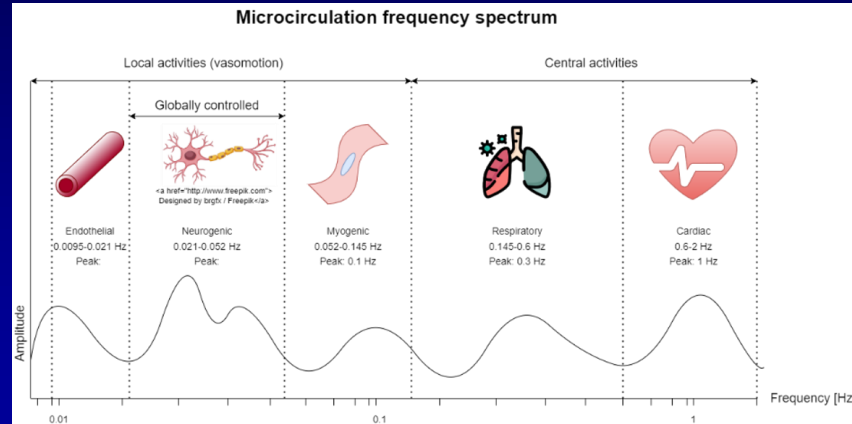 Microcirculation frequency spectrum
Local activities (vasomotion)
Central activities
Globally controlled
<a href="http://www.freepik.com">
Designed by brgfx / Freepik</a>
Endothelial
0.0095-0.021 Hz
Peak:
Neurogenic
0.021-0.052 Hz
Peak:
Myogenic
0.052-0.145 Hz
Peak: 0.1 Hz
Respiratory
0.145-0.6 Hz
Peak: 0.3 Hz
Cardiac
0.6-2 Hz
Peak: 1 Hz
Amplitude
Frequency [Hz
0.01
0.1
1